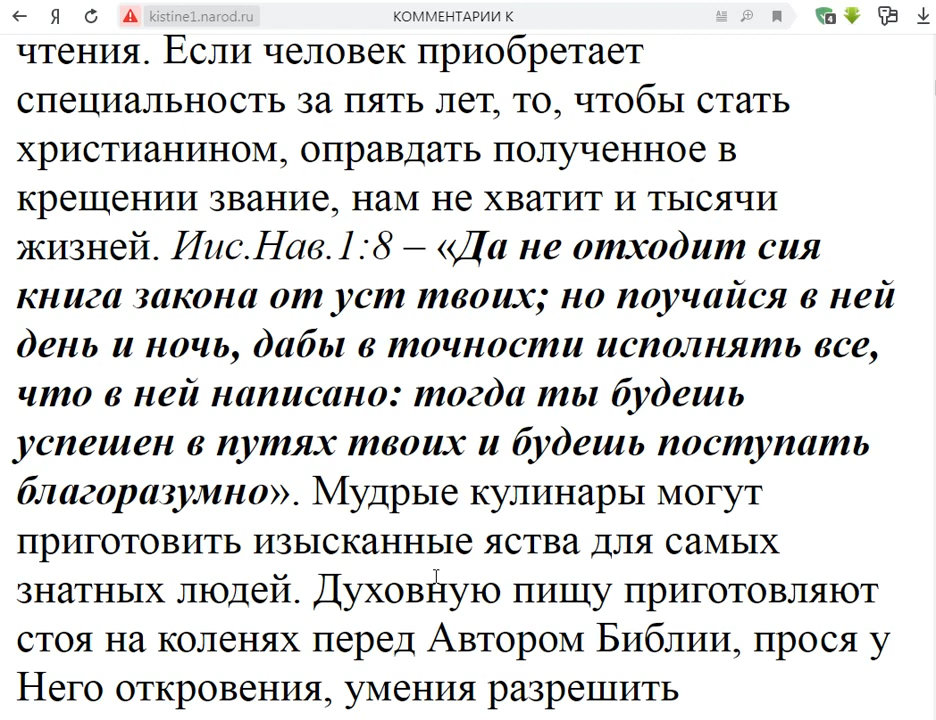 kistine1.narod.ru
КОММЕНТАРИИ К
чтения. Если человек приобретает
специальность за пять лет, то, чтобы стать
христианином, оправдать полученное в
крещении звание, нам не хватит и тысячи
жизней. Иис.Нав.1:8 – «Да не отходит сия
книга закона от уст твоих; но поучайся в ней
день и ночь, дабы в точности исполнять все,
что в ней написано: тогда ты будешь
успешен в путях твоих и будешь поступать
благоразумно». Мудрые кулинары могут
приготовить изысканные яства для самых
знатных людей. Духовную пищу приготовляют
стоя на коленях перед Автором Библии, прося у
Него откровения, умения разрешить